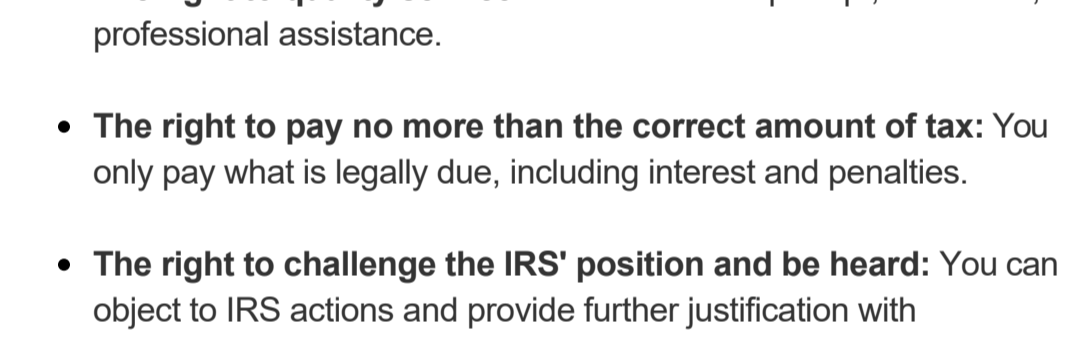 professional assistance.
The right to pay no more than the correct amount of tax: You
only pay what is legally due, including interest and penalties.
The right to challenge the IRS' position and be heard: You can
object to IRS actions and provide further justification with